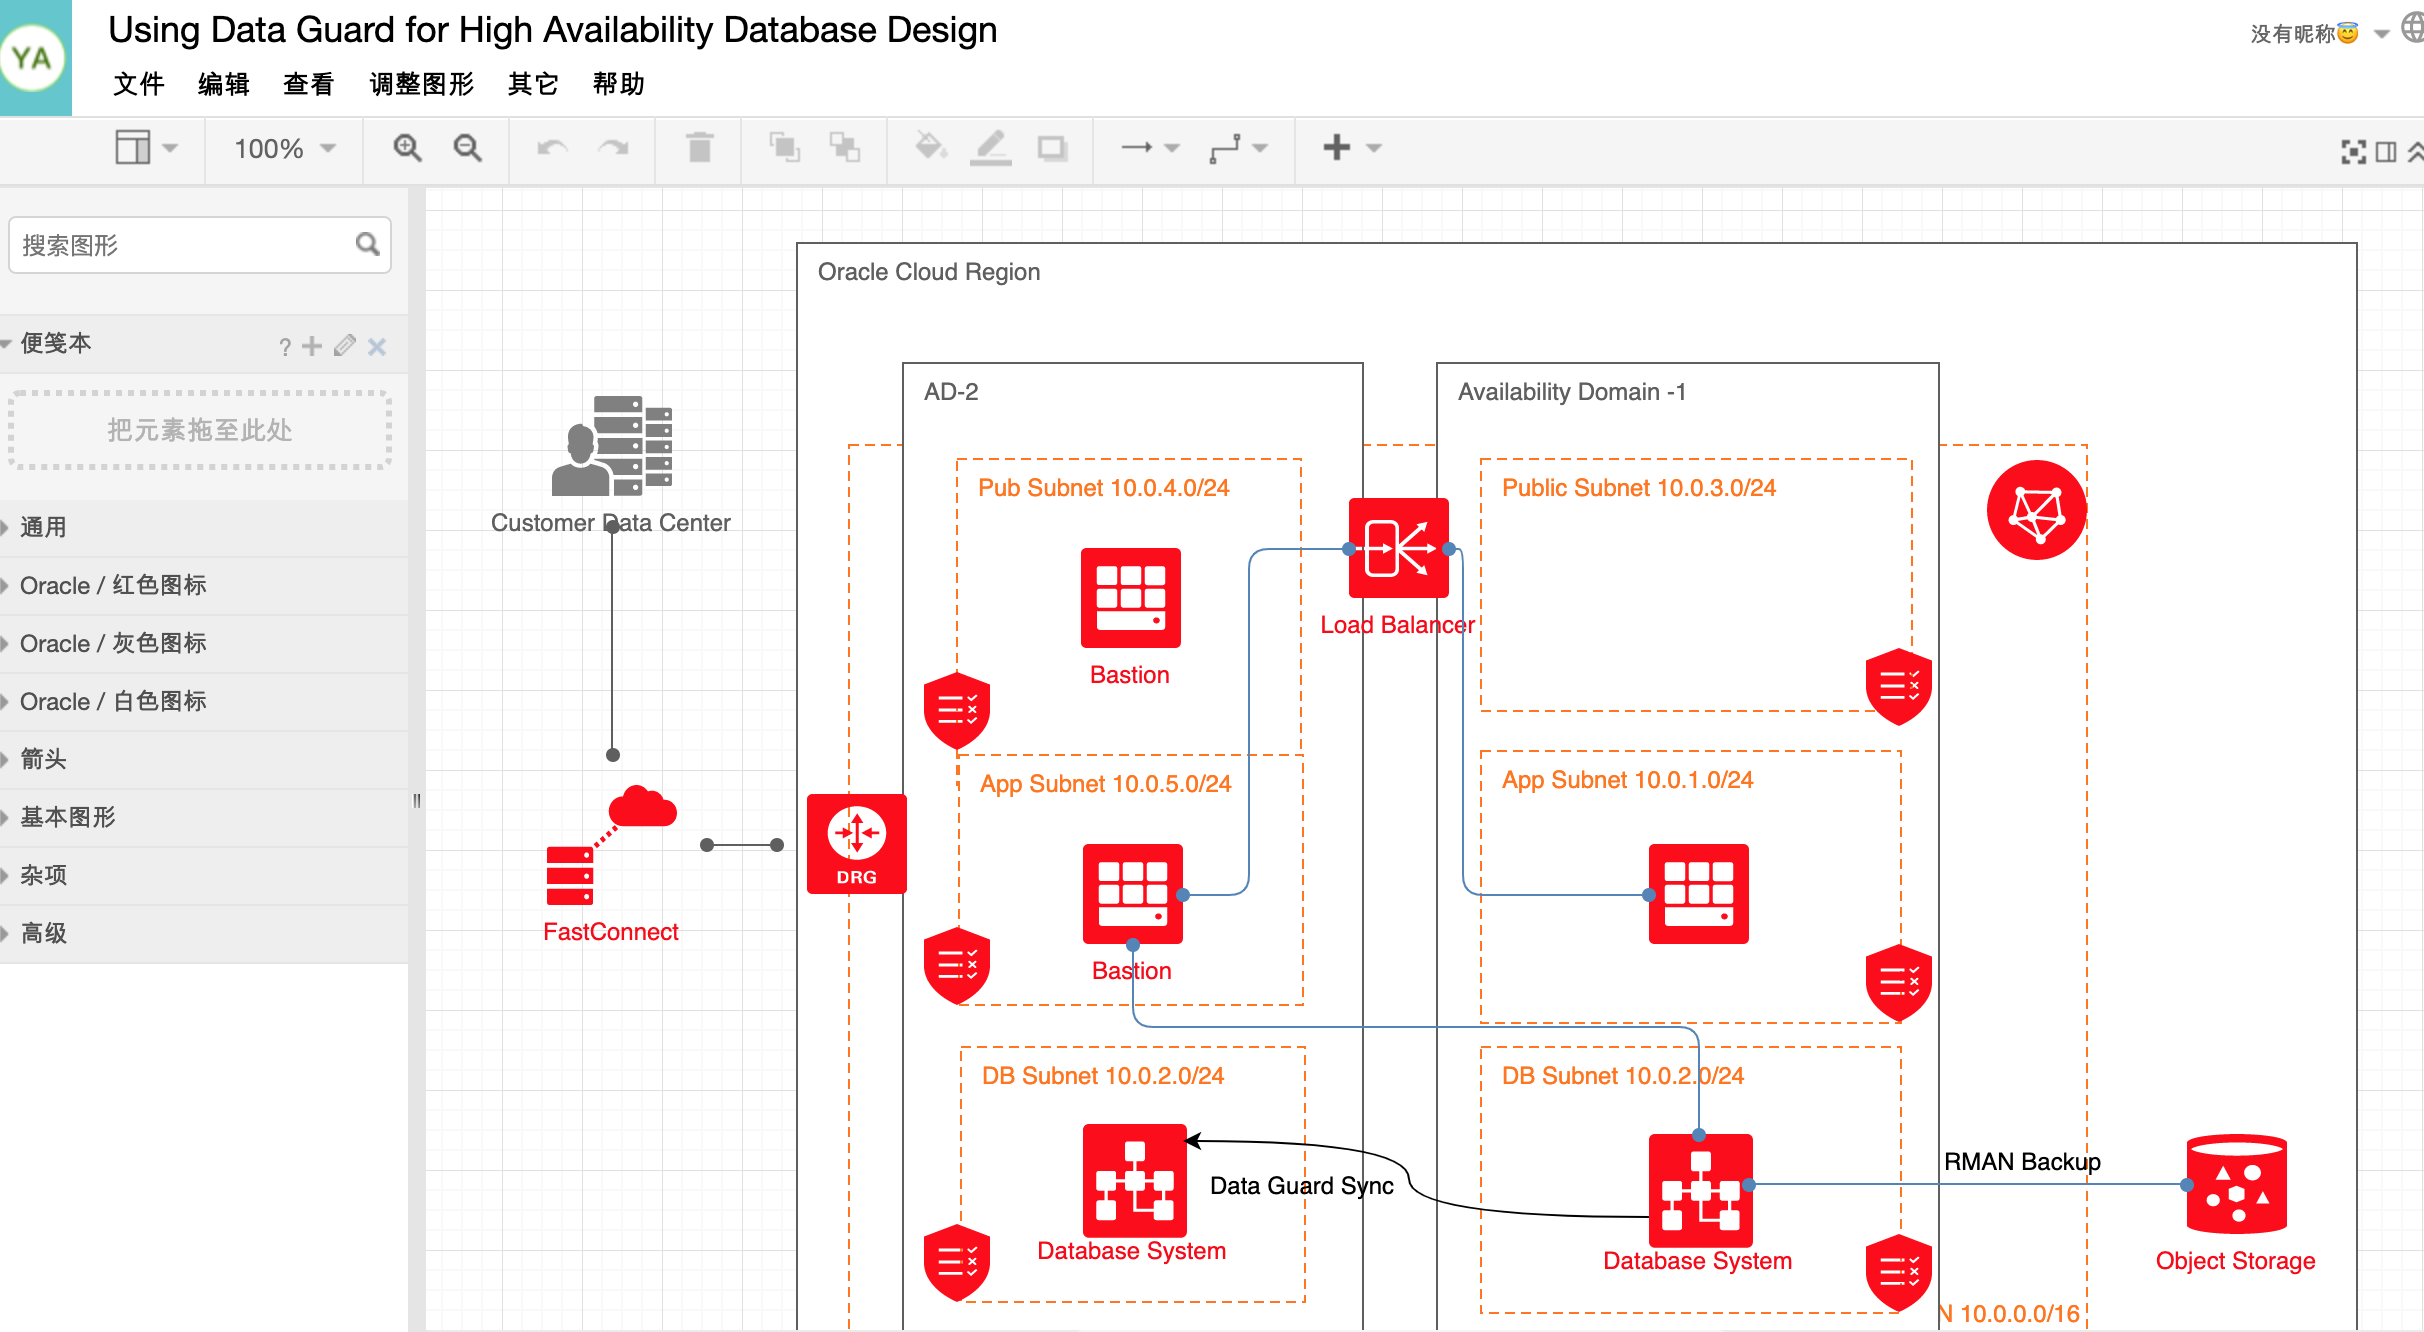 YA
Using Data Guard for High Availability Database Design
没有昵称😇
文件 编辑 查看 调整图形 其它 帮助
100%
搜索图形
便笺本
?
把元素拖至此处
通用
Oracle / 红色图标
Oracle / 灰色图标
Oracle / 白色图标
箭头
基本图形
杂项
高级
Customer Data Center
FastConnect
Oracle Cloud Region
DRG
AD-2
Pub Subnet 10.0.4.0/24
Bastion
App Subnet 10.0.5.0/24
Bastion
DB Subnet 10.0.2.0/24
Database System
Load Balancer
Data Guard Sync
Availability Domain -1
Public Subnet 10.0.3.0/24
App Subnet 10.0.1.0/24
DB Subnet 10.0.2.0/24
Database System
RMAN Backup
Object Storage
N 10.0.0.0/16